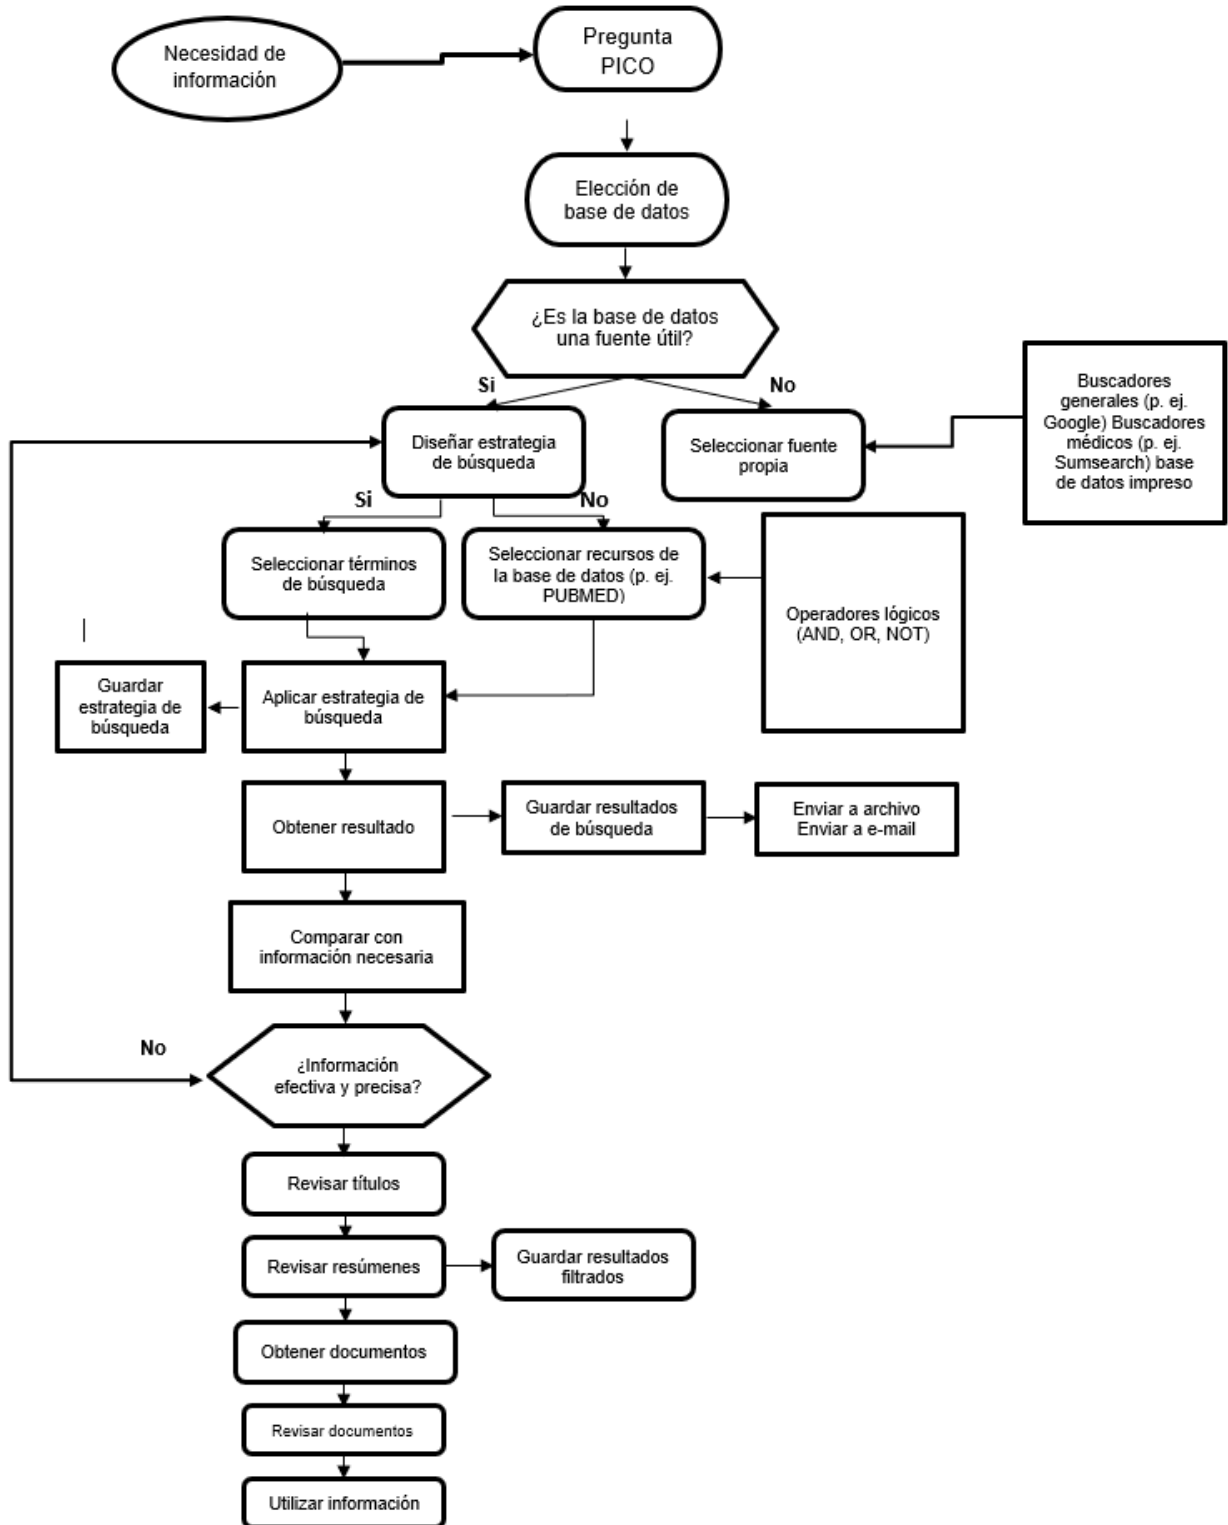 Necesidad de
información
Pregunta
PICO
Elección de
base de datos
¿Es la base de datos
una fuente útil?
Si
No
Diseñar estrategia
de búsqueda
Seleccionar fuente
propia
Buscadores
generales (p. ej.
Google) Buscadores
médicos (p. ej.
Sumsearch) base
de datos impreso
Si
No
Seleccionar términos
de búsqueda
Seleccionar recursos de
la base de datos (p. ej.
PUBMED)
Operadores lógicos
(AND, OR, NOT)
Guardar
estrategia de
búsqueda
Aplicar estrategia de
búsqueda
Obtener resultado
Guardar resultados
de búsqueda
Enviar a archivo
Enviar a e-mail
Comparar con
información necesaria
No
¿Información
efectiva y precisa?
Revisar títulos
Revisar resúmenes
Guardar resultados
filtrados
Obtener documentos
Revisar documentos
Utilizar información